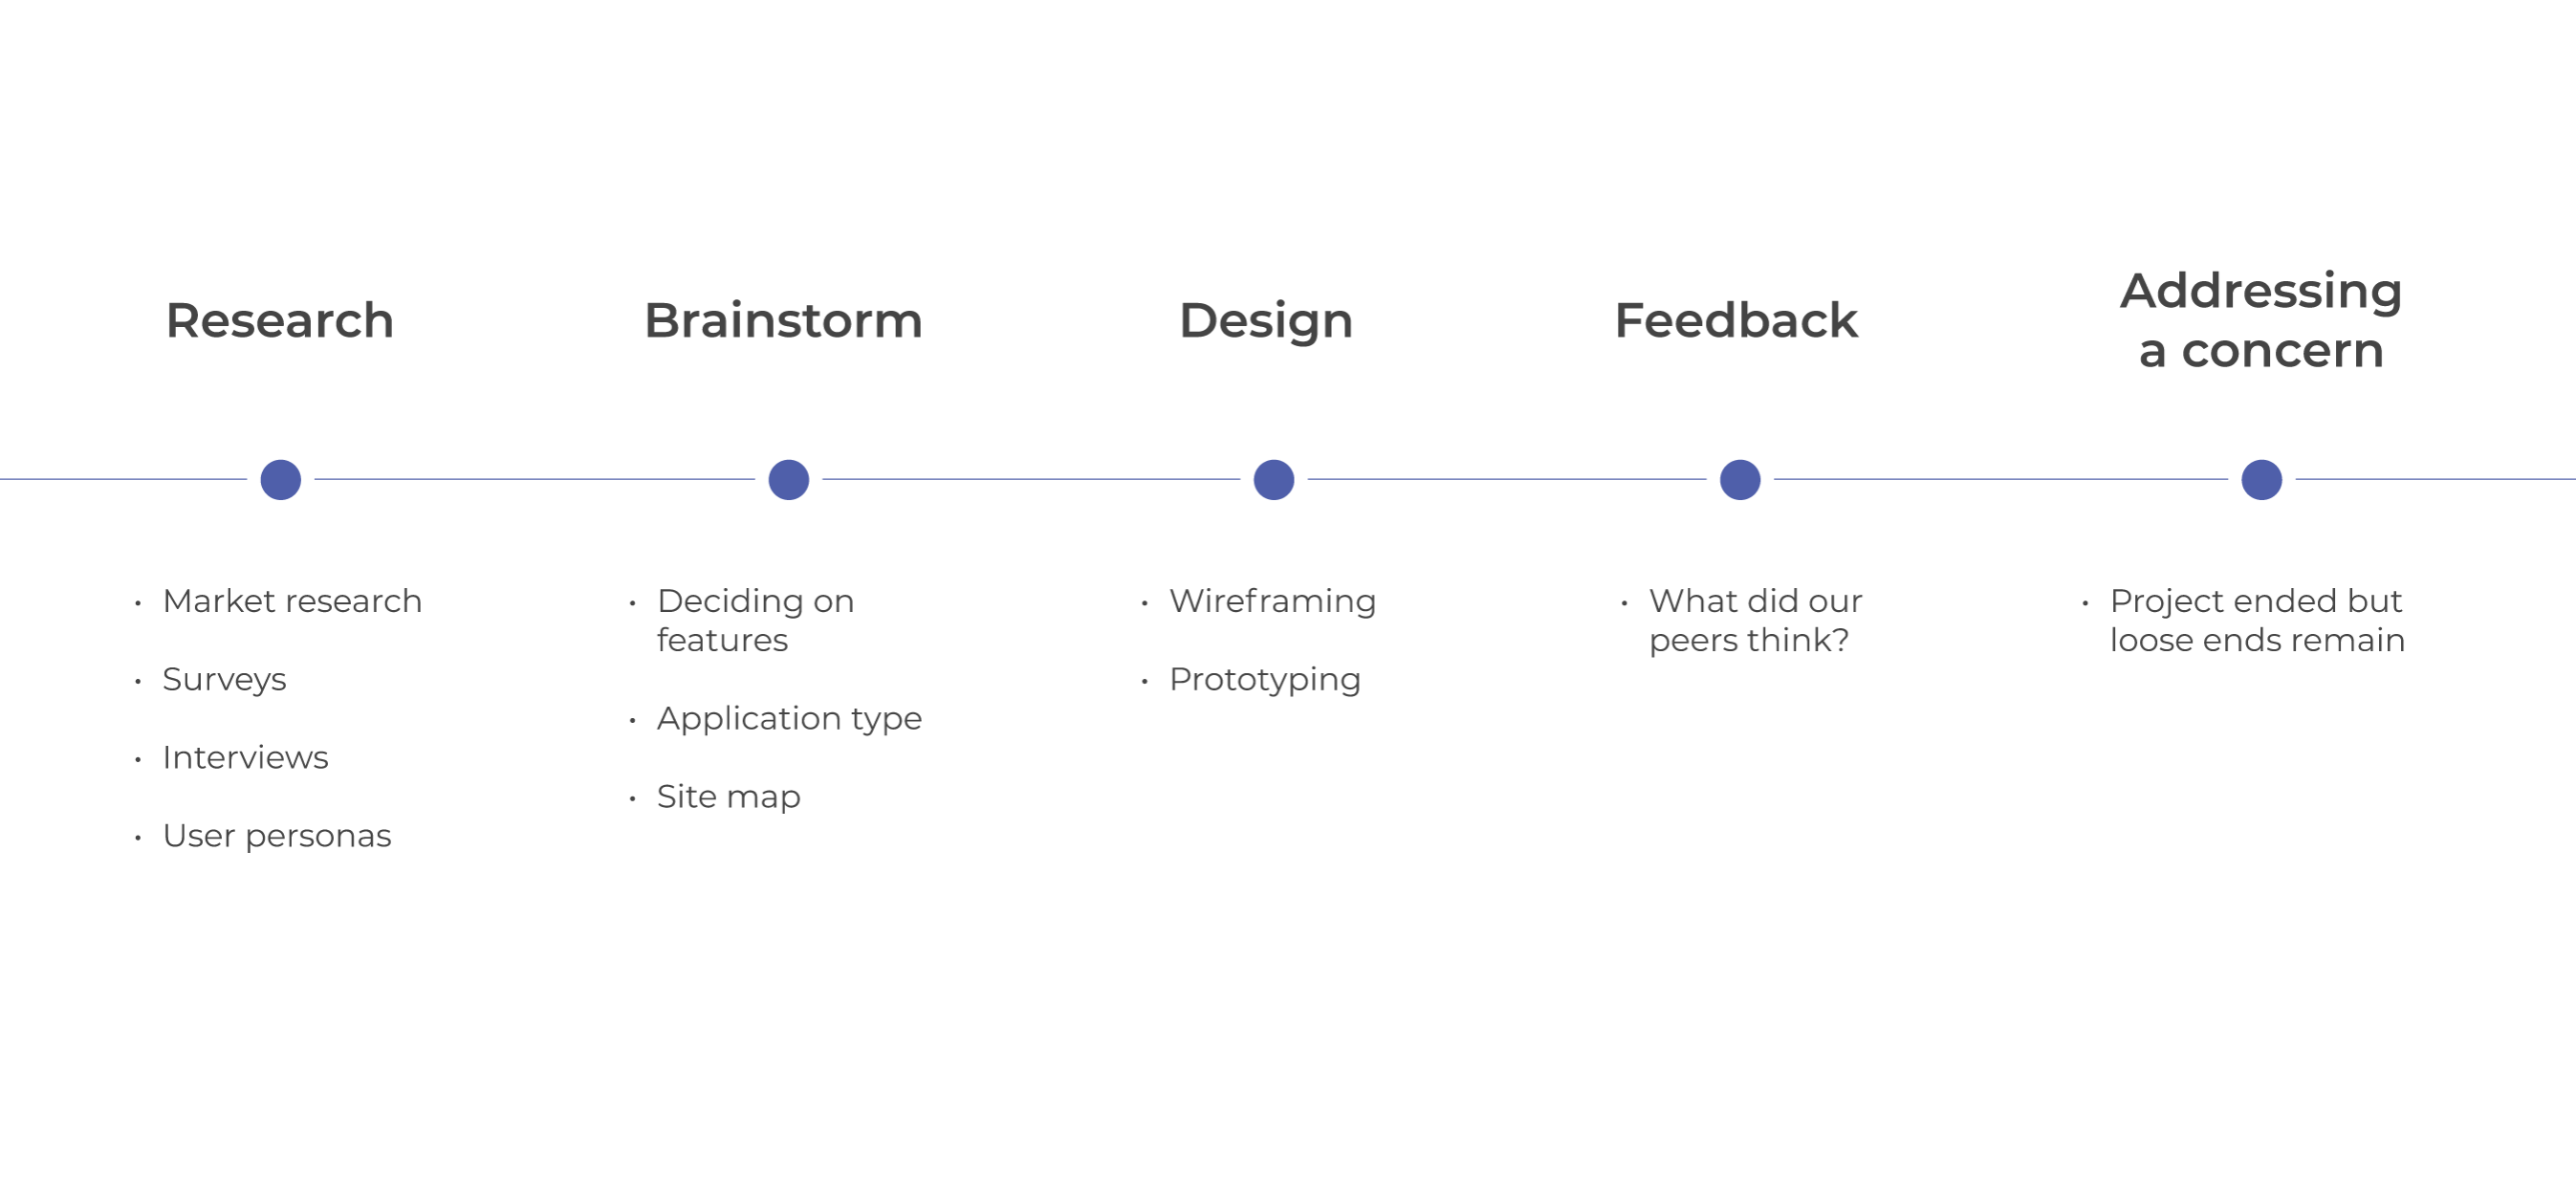 Research
• Market research
• Surveys
• Interviews
• User personas
Brainstorm
• Deciding on
features
• Application type
• Site map
Design
• Wireframing
• Prototyping
Feedback
• What did our
peers think?
Addressing
a concern
• Project ended but
loose ends remain